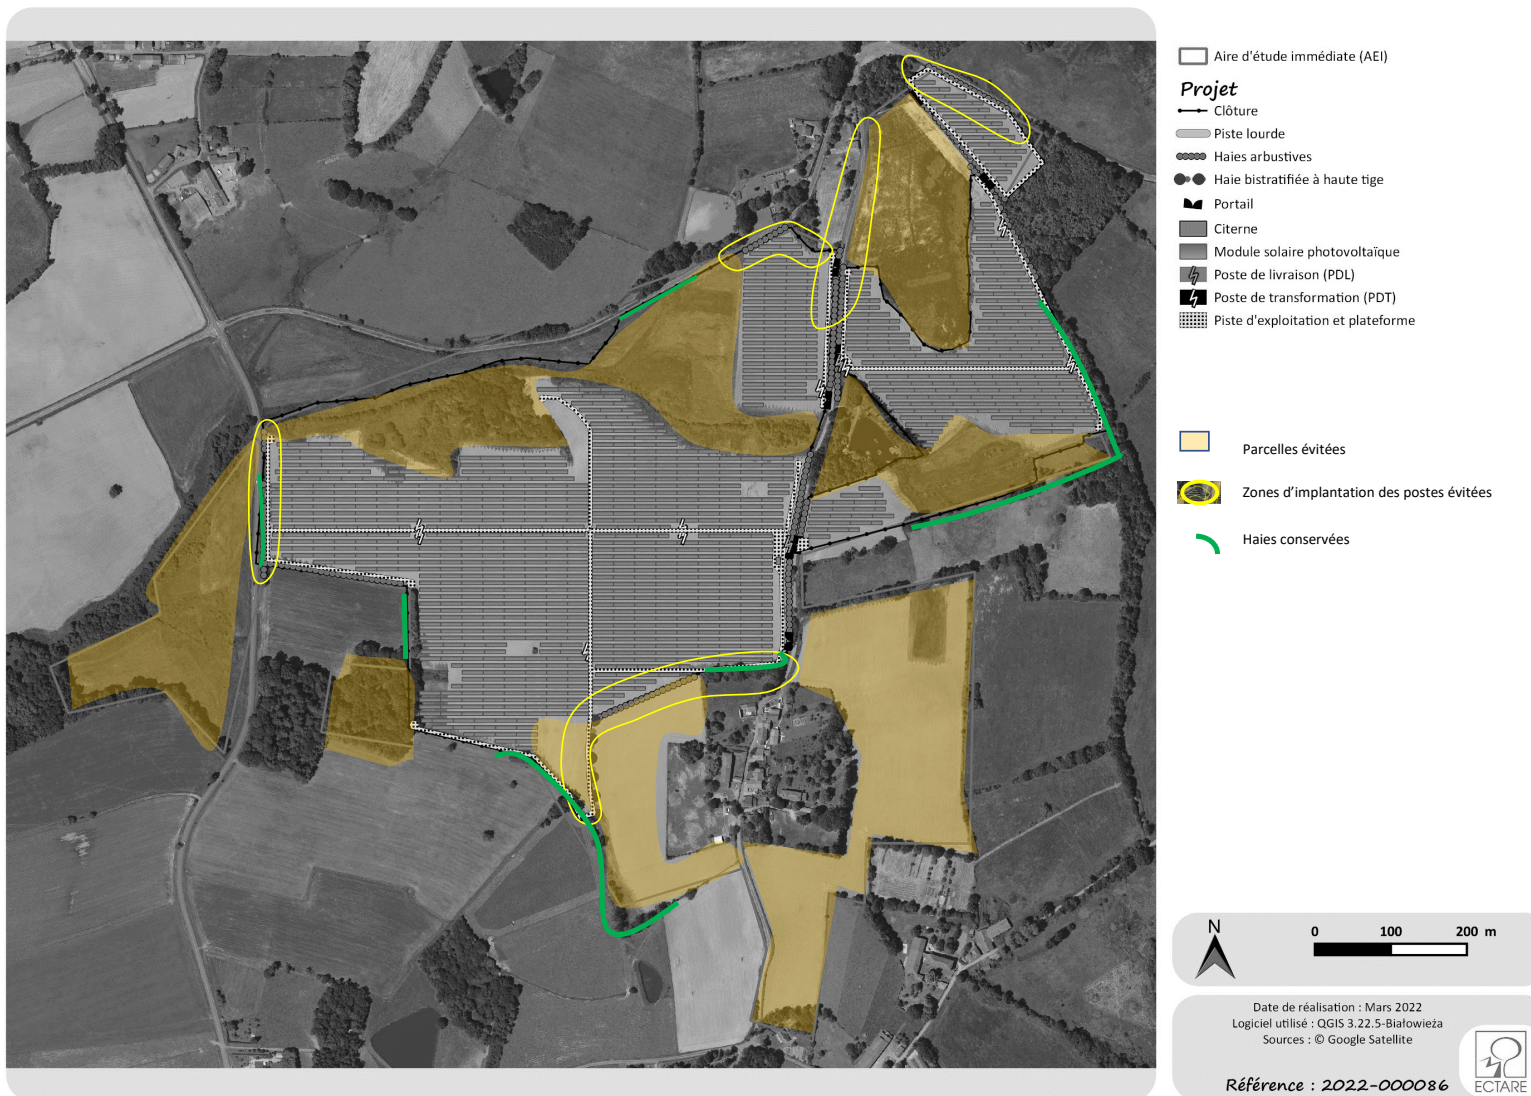 Aire d'étude immédiate (AEI)
Projet
Clôture
Piste lourde
Haies arbustives
Haie bistratifiée à haute tige
Portail
Citerne
Module solaire photovoltaïque
Poste de livraison (PDL)
Poste de transformation (PDT)
Piste d'exploitation et plateforme
Parcelles évitées
Zones d’implantation des postes évitées
Haies conservées
N
0 100 200 m
Date de réalisation : Mars 2022
Logiciel utilisé : QGIS 3.22.5-Białowieża
Sources : © Google Satellite
Référence : 2022-000086
ECTARE